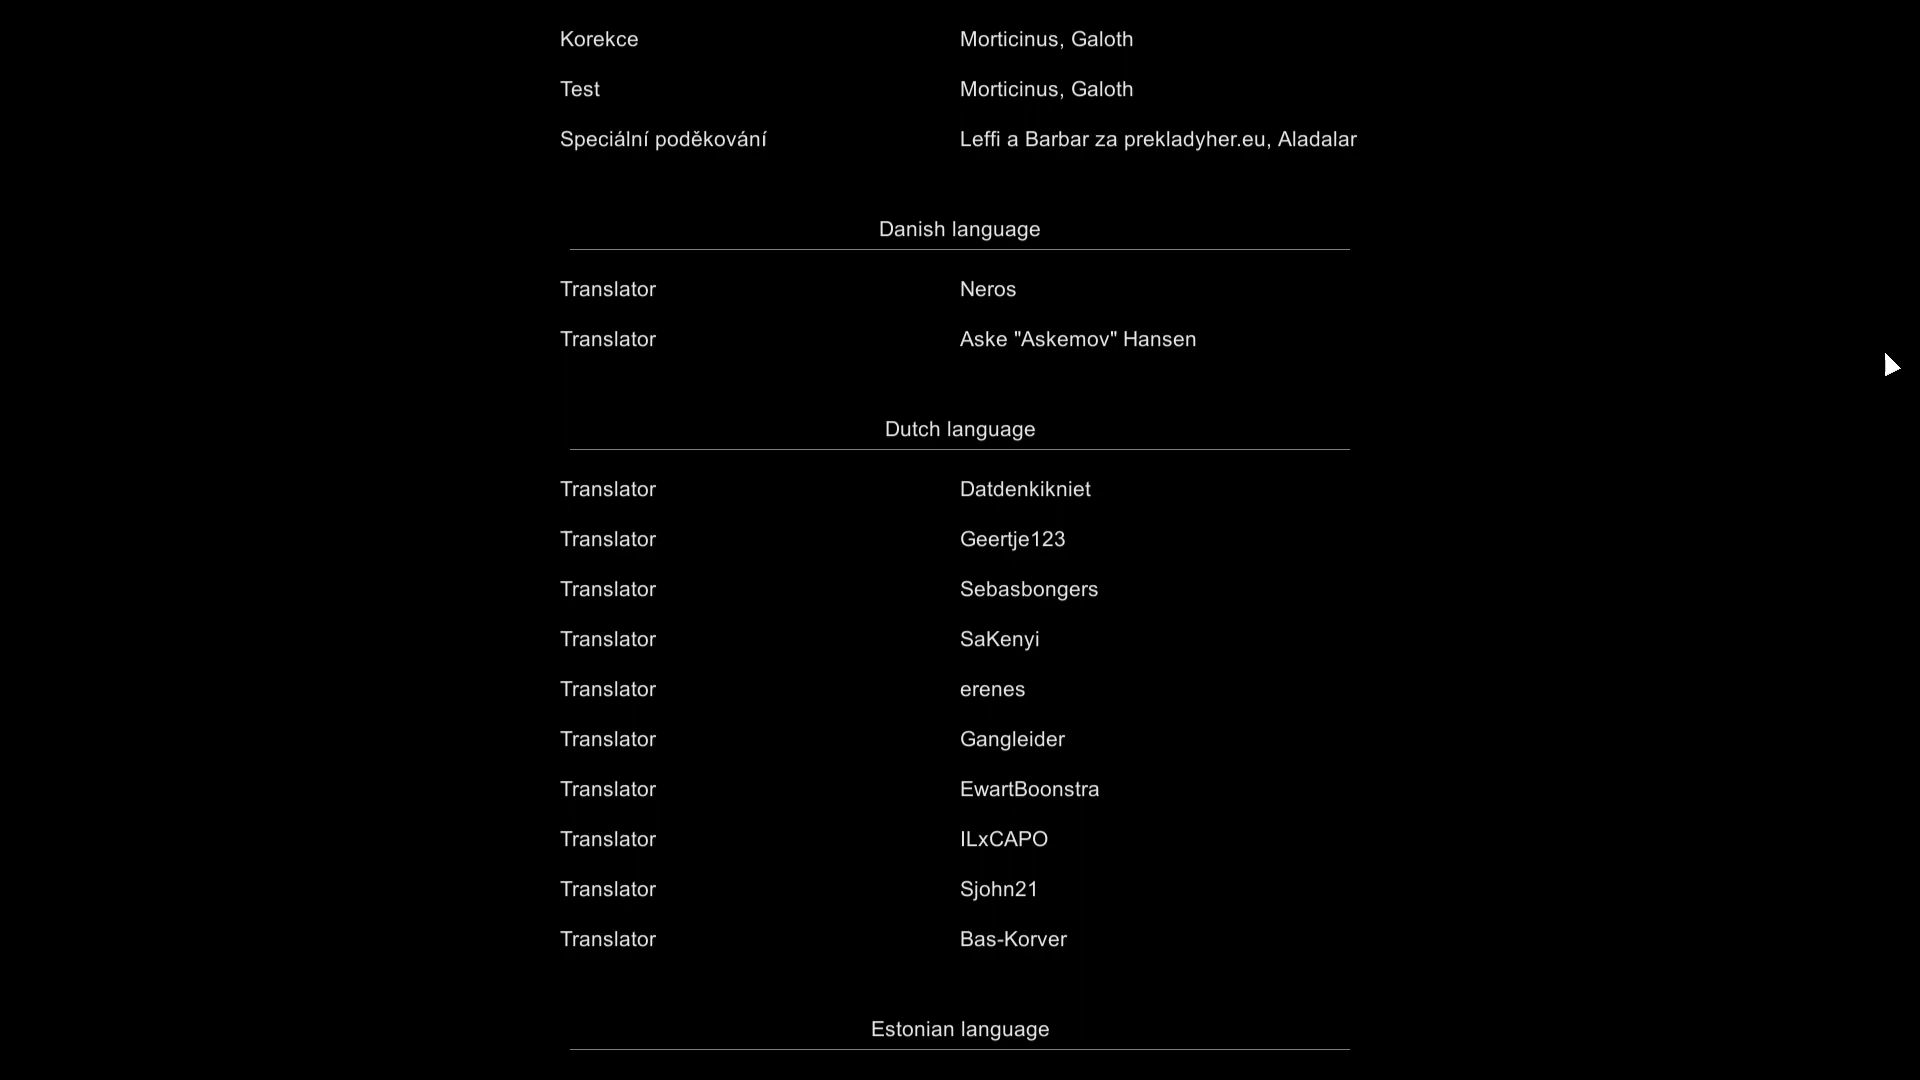 Korekce Morticinus, Galoth
Test Morticinus, Galoth
Speciální poděkování Leffi a Barbar za prekladyher.eu, Aladalar
Danish language
Translator Neros
Translator Aske "Askemov" Hansen
Dutch language
Translator Datdenkikniet
Translator Geertje123
Translator Sebasbongers
Translator SaKenyi
Translator erenes
Translator Gangleider
Translator EwartBoonstra
Translator ILxCAPO
Translator Sjohn21
Translator Bas-Korver
Estonian language